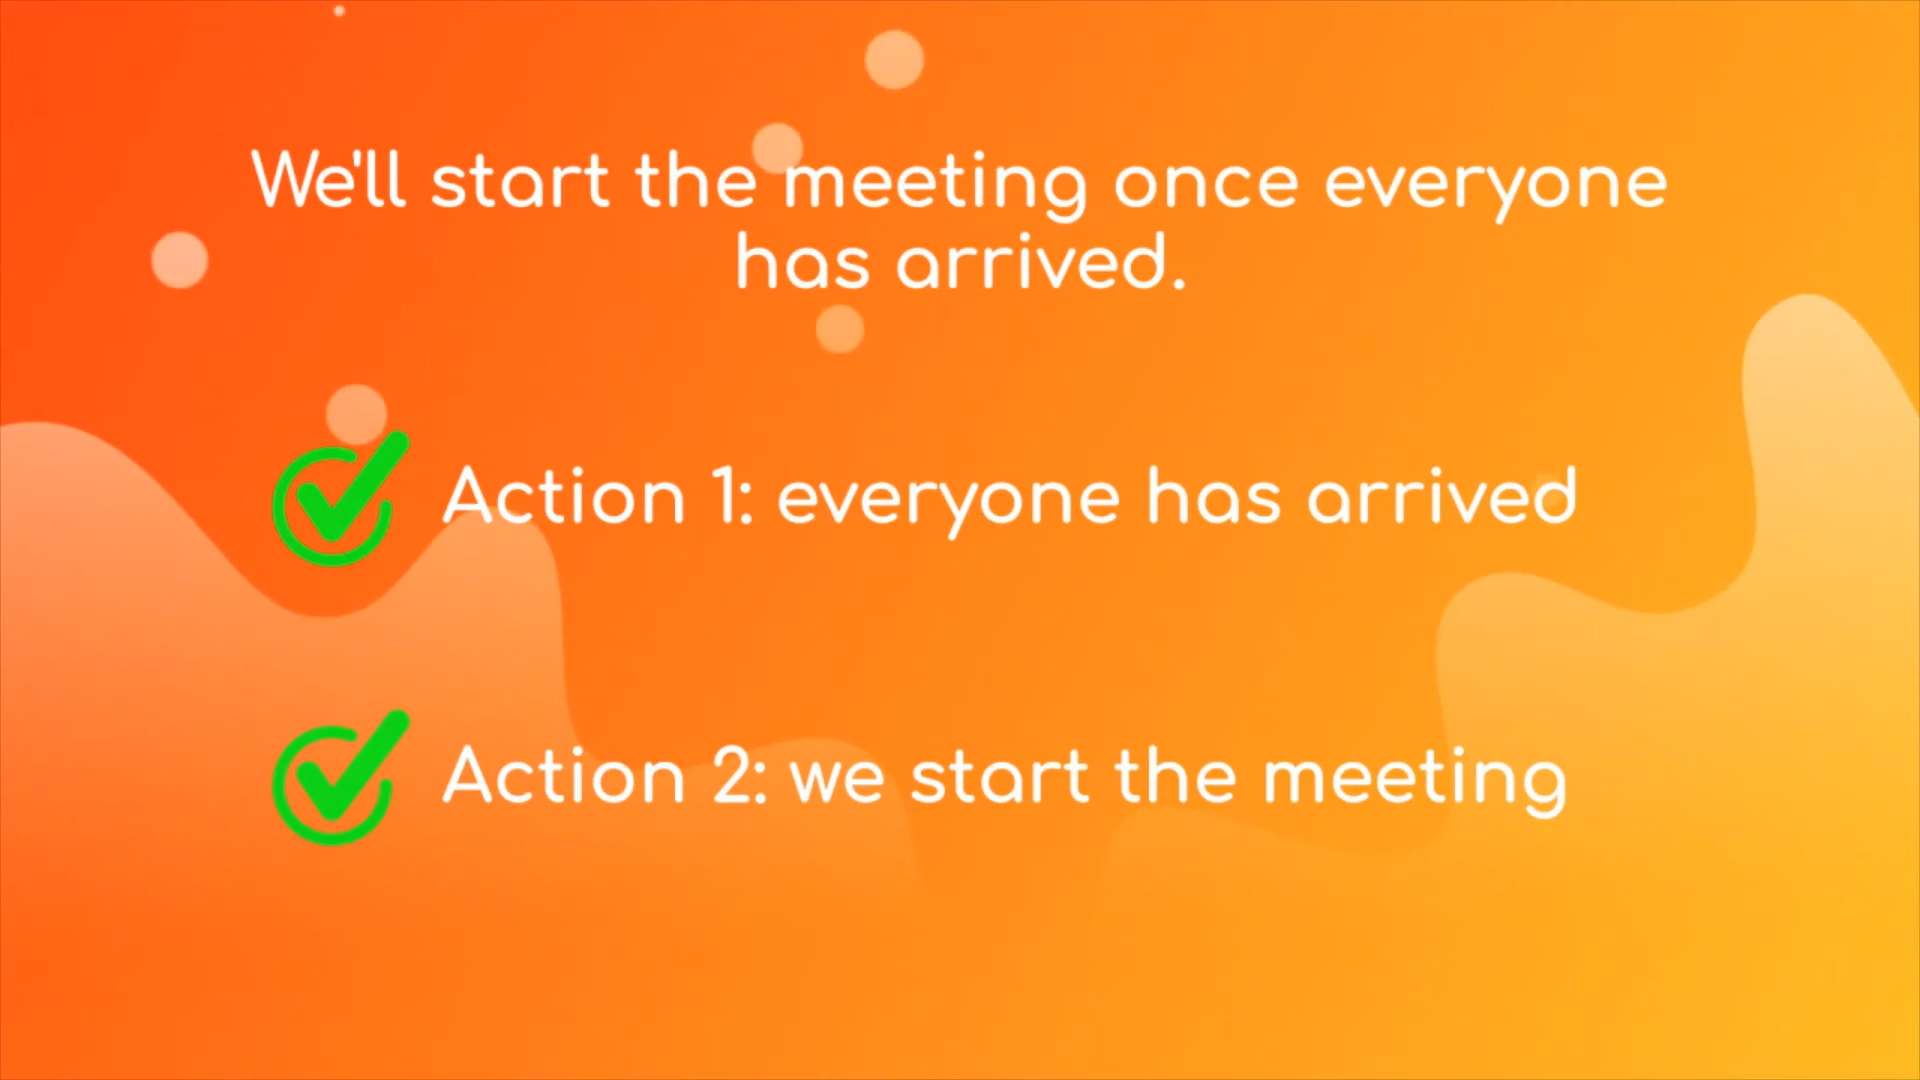 We'll start the meeting once everyone
has arrived.
Action 1: everyone has arrived
Action 2: we start the meeting